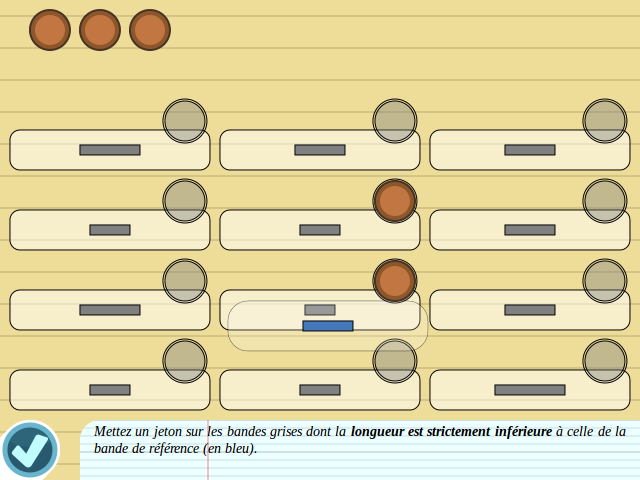 Mettez un jeton sur les bandes grises dont la longueur est strictement inférieure à celle de la
bande de référence (en bleu).